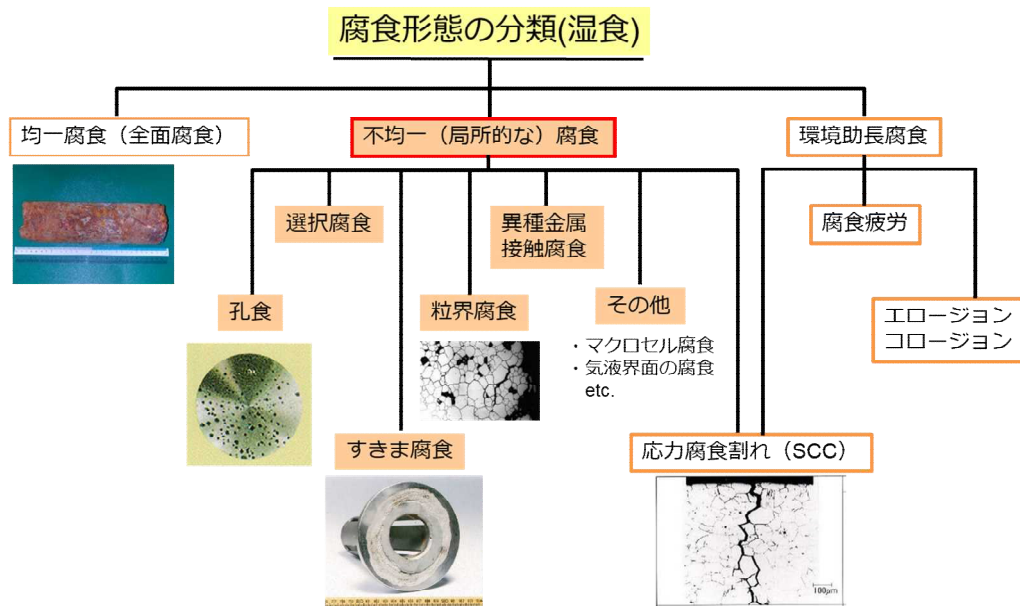 腐食形態の分類(湿食)
均一腐食（全面腐食）
不均一（局所的な）腐食
環境助長腐食
選択腐食
異種金属
接触腐食
腐食疲労
孔食
粒界腐食
その他
エロージョン
コロージョン
・マクロセル腐食
・気液界面の腐食
etc.
すきま腐食
応力腐食割れ（SCC）
100μm